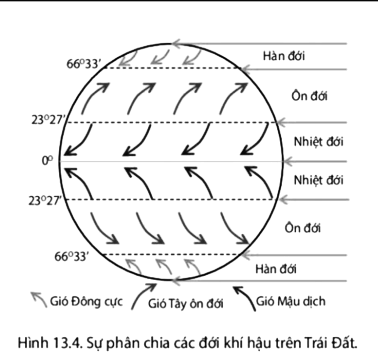 66°33'
Hàn đới
Ôn đới
23°27'
Nhiệt đới
0°
Nhiệt đới
23°27'
Ôn đới
66°33'
Hàn đới
Gió Đông cực
Gió Tây ôn đới
Gió Mậu dịch
Hình 13.4. Sự phân chia các đới khí hậu trên Trái Đất.